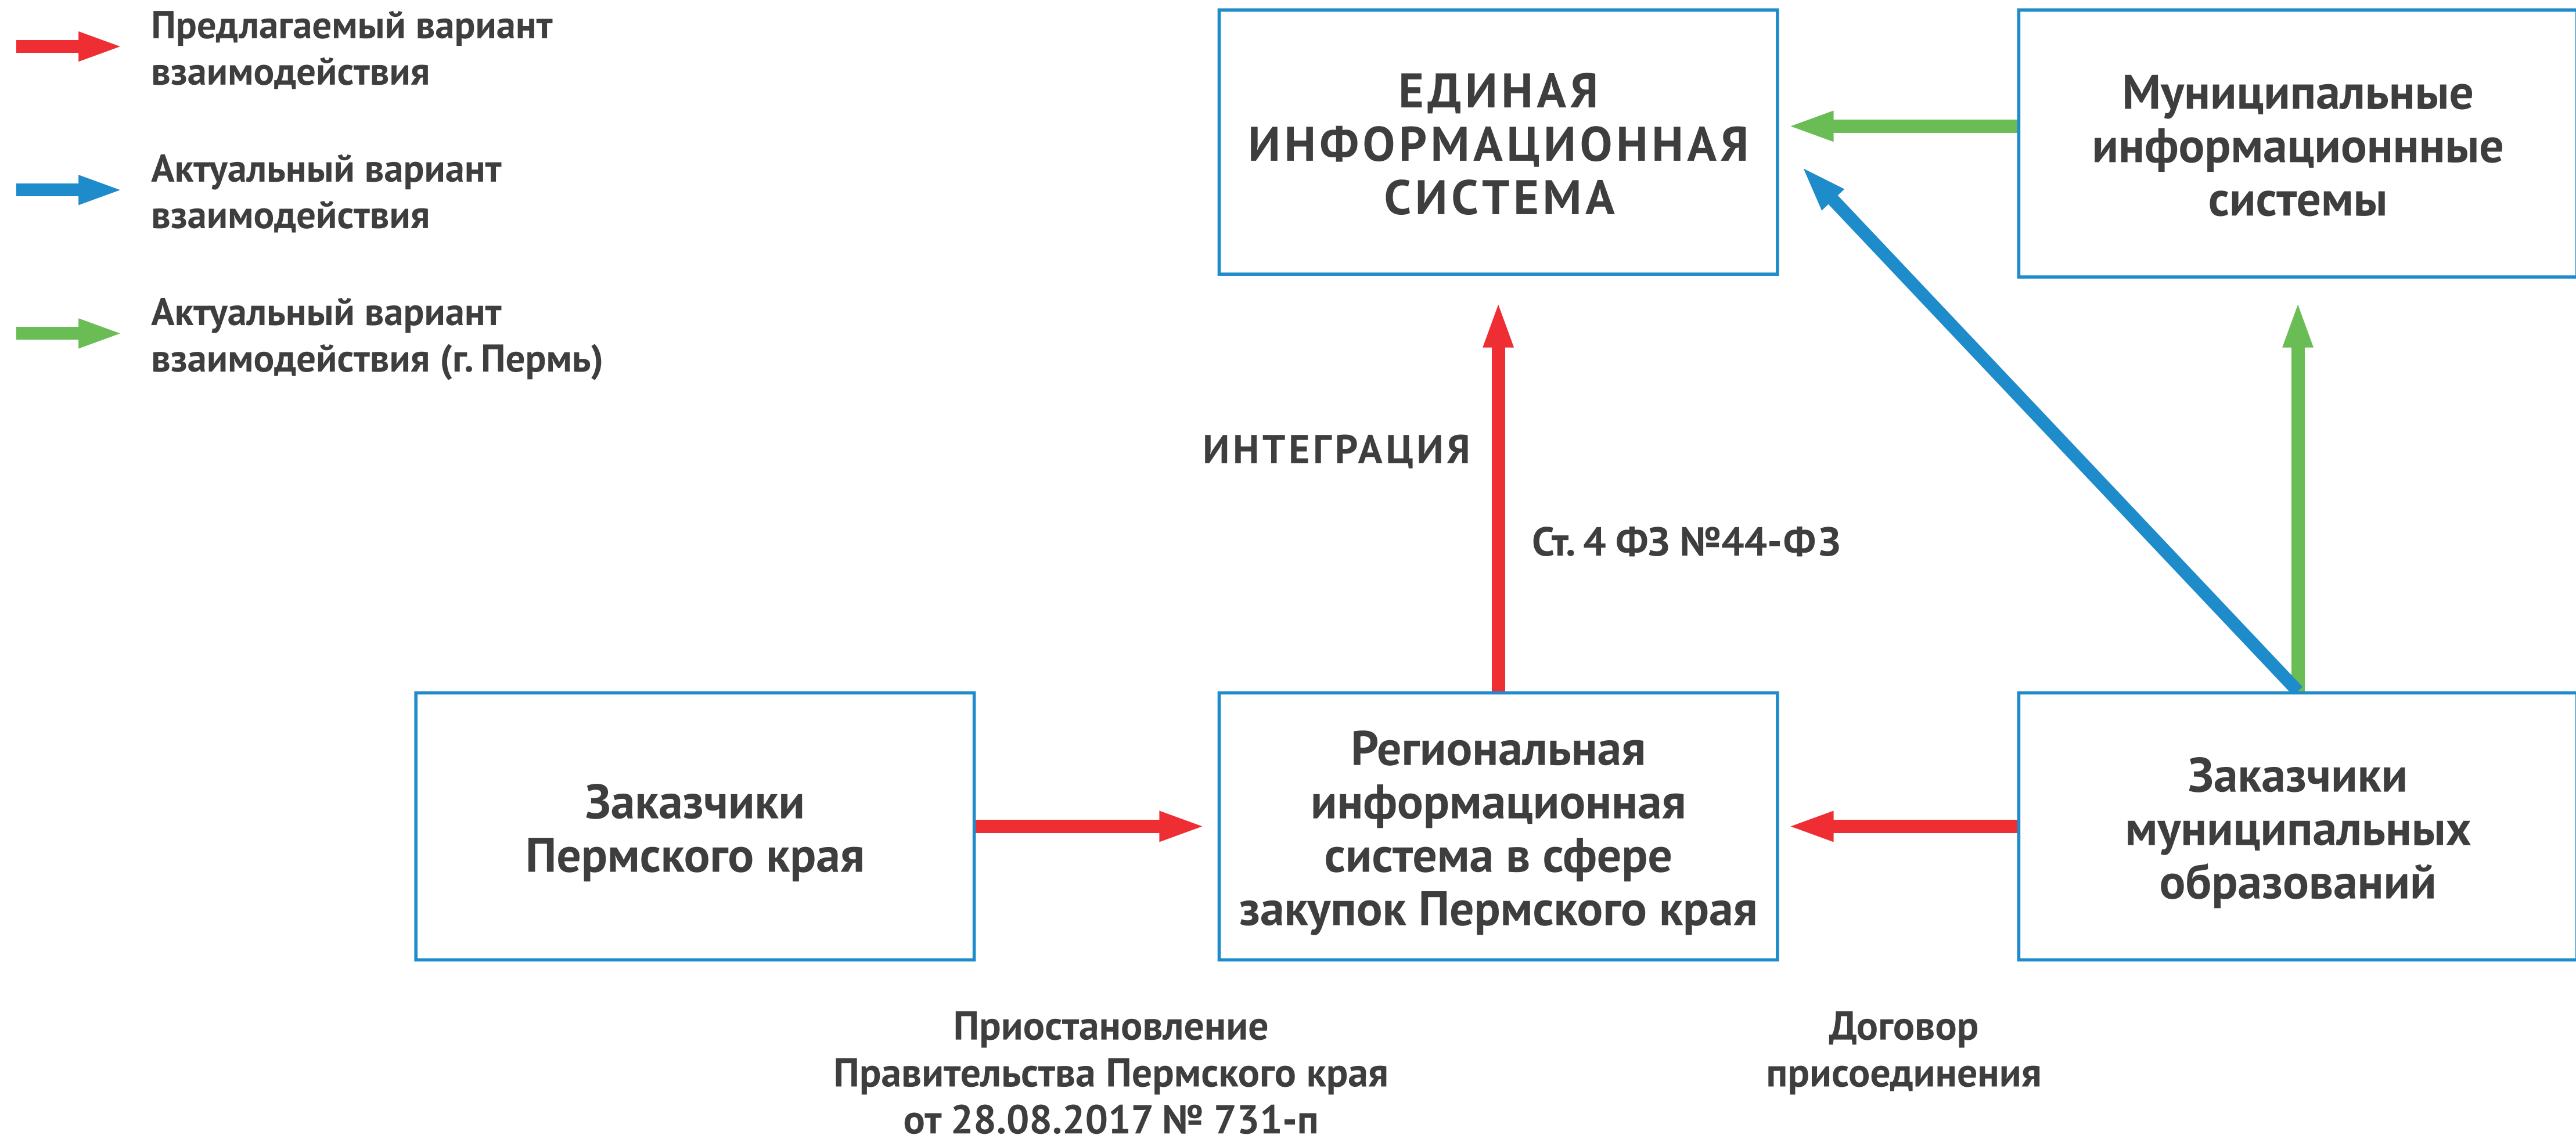 Предлагаемый вариант
взаимодействия
Актуальный вариант
взаимодействия
Актуальный вариант
взаимодействия (г. Пермь)
ЕДИНАЯ
ИНФОРМАЦИОННАЯ
СИСТЕМА
Муниципальные
информационнные
системы
ИНТЕГРАЦИЯ
Ст. 4 ФЗ №44-ФЗ
Заказчики
Пермского края
Региональная
информационная
система в сфере
закупок Пермского края
Заказчики
муниципальных
образований
Приостановление
Правительства Пермского края
от 28.08.2017 № 731-п
Договор
присоединения